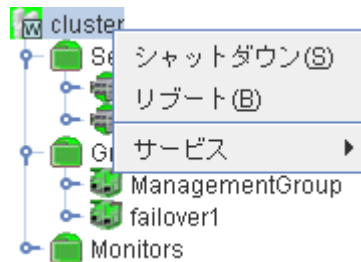 cluster
シャットダウン(S)
リブート(B)
サービス
ManagementGroup
failover1
Monitors